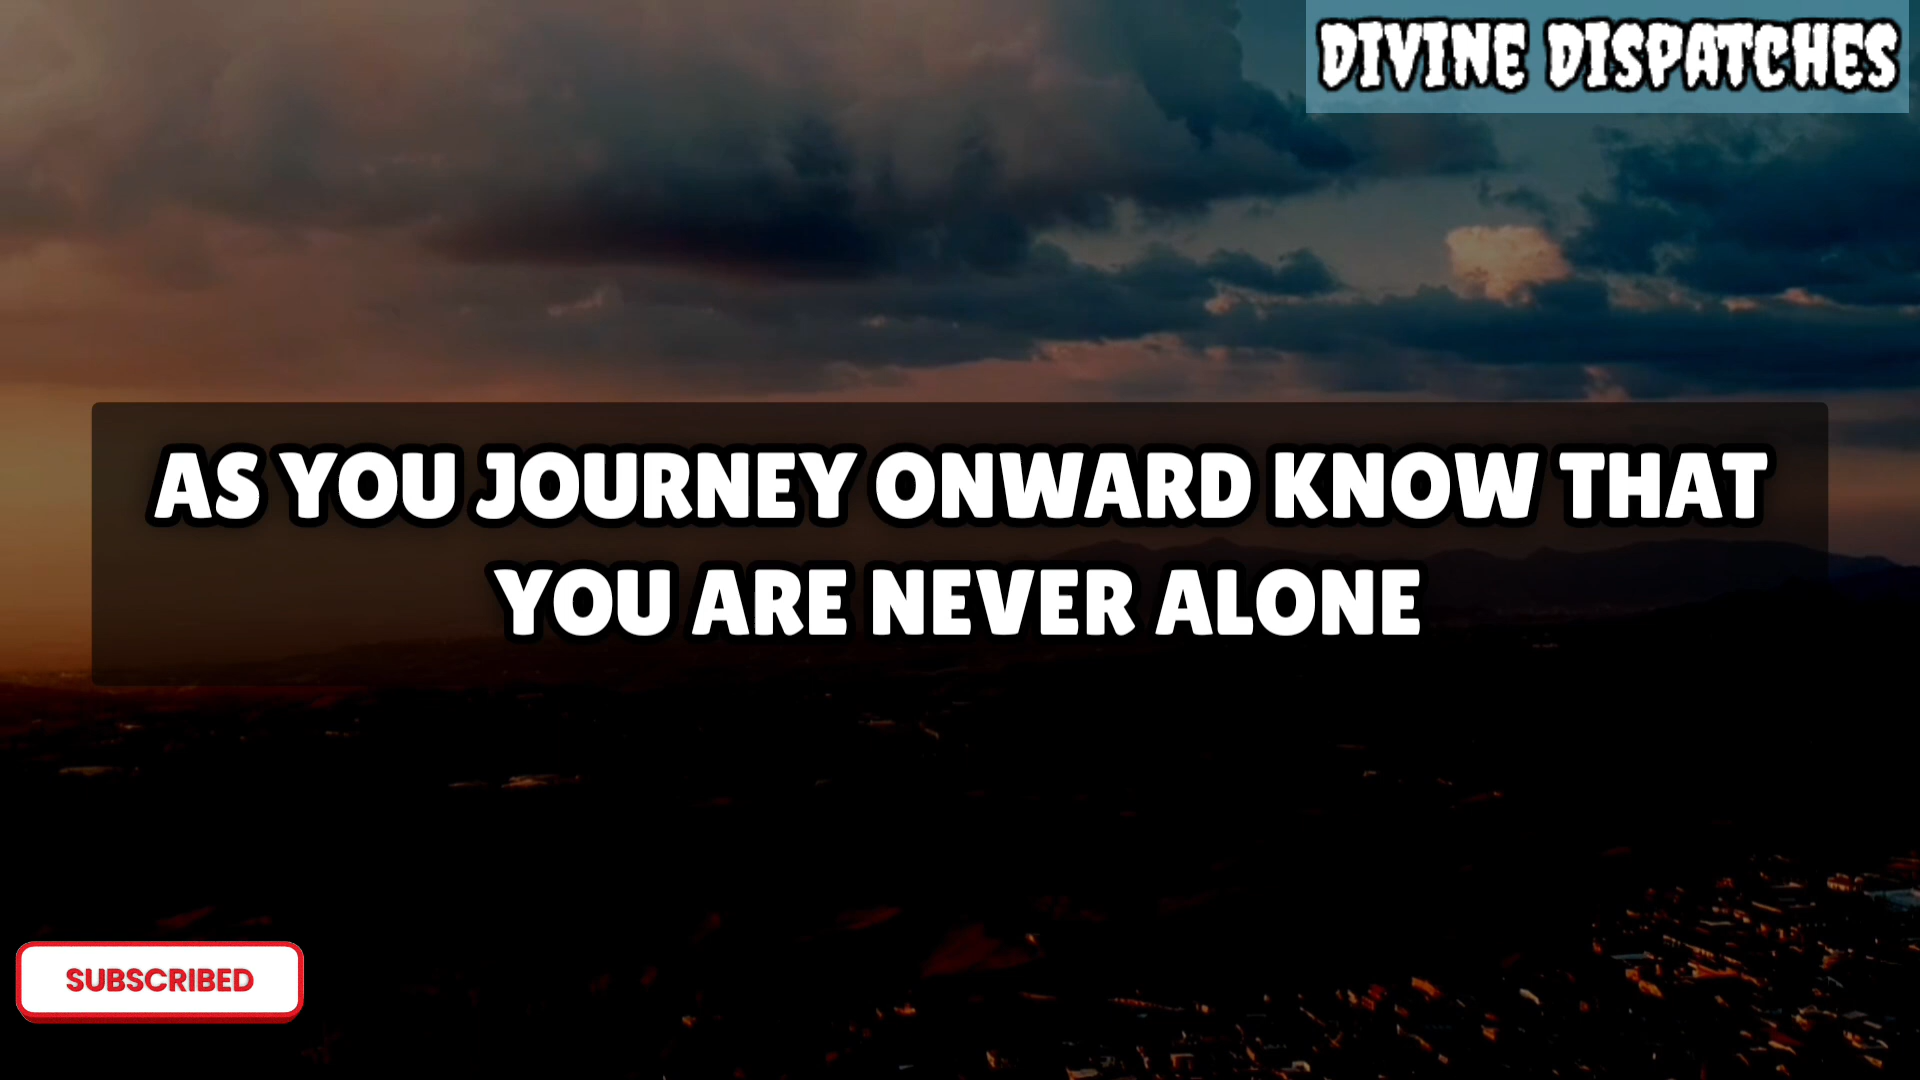 DIVINE DISPATCHES
AS YOU JOURNEY ONWARD KNOW THAT
YOU ARE NEVER ALONE
SUBSCRIBED